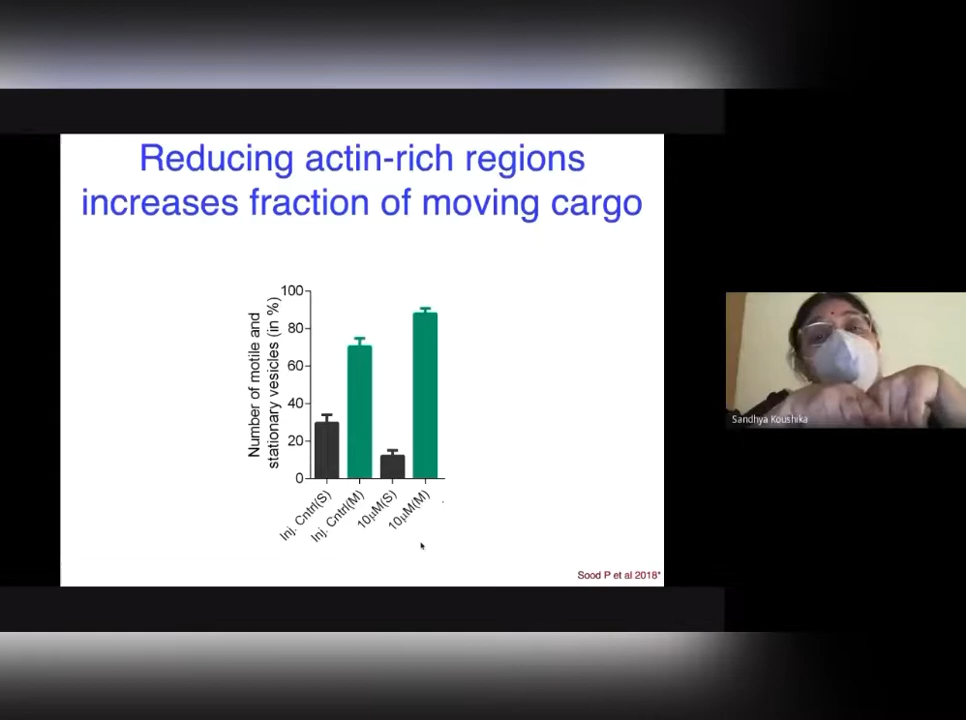 Reducing actin-rich regions
increases fraction of moving cargo
Number of motile and
stationary vesicles (in %)
100
80
60
40
20
0
Inj. Cntrl(S)
Inj. Cntrl(M)
10µM(S)
10µM(M)
Sood P et al 2018*
Sandhya Koushika